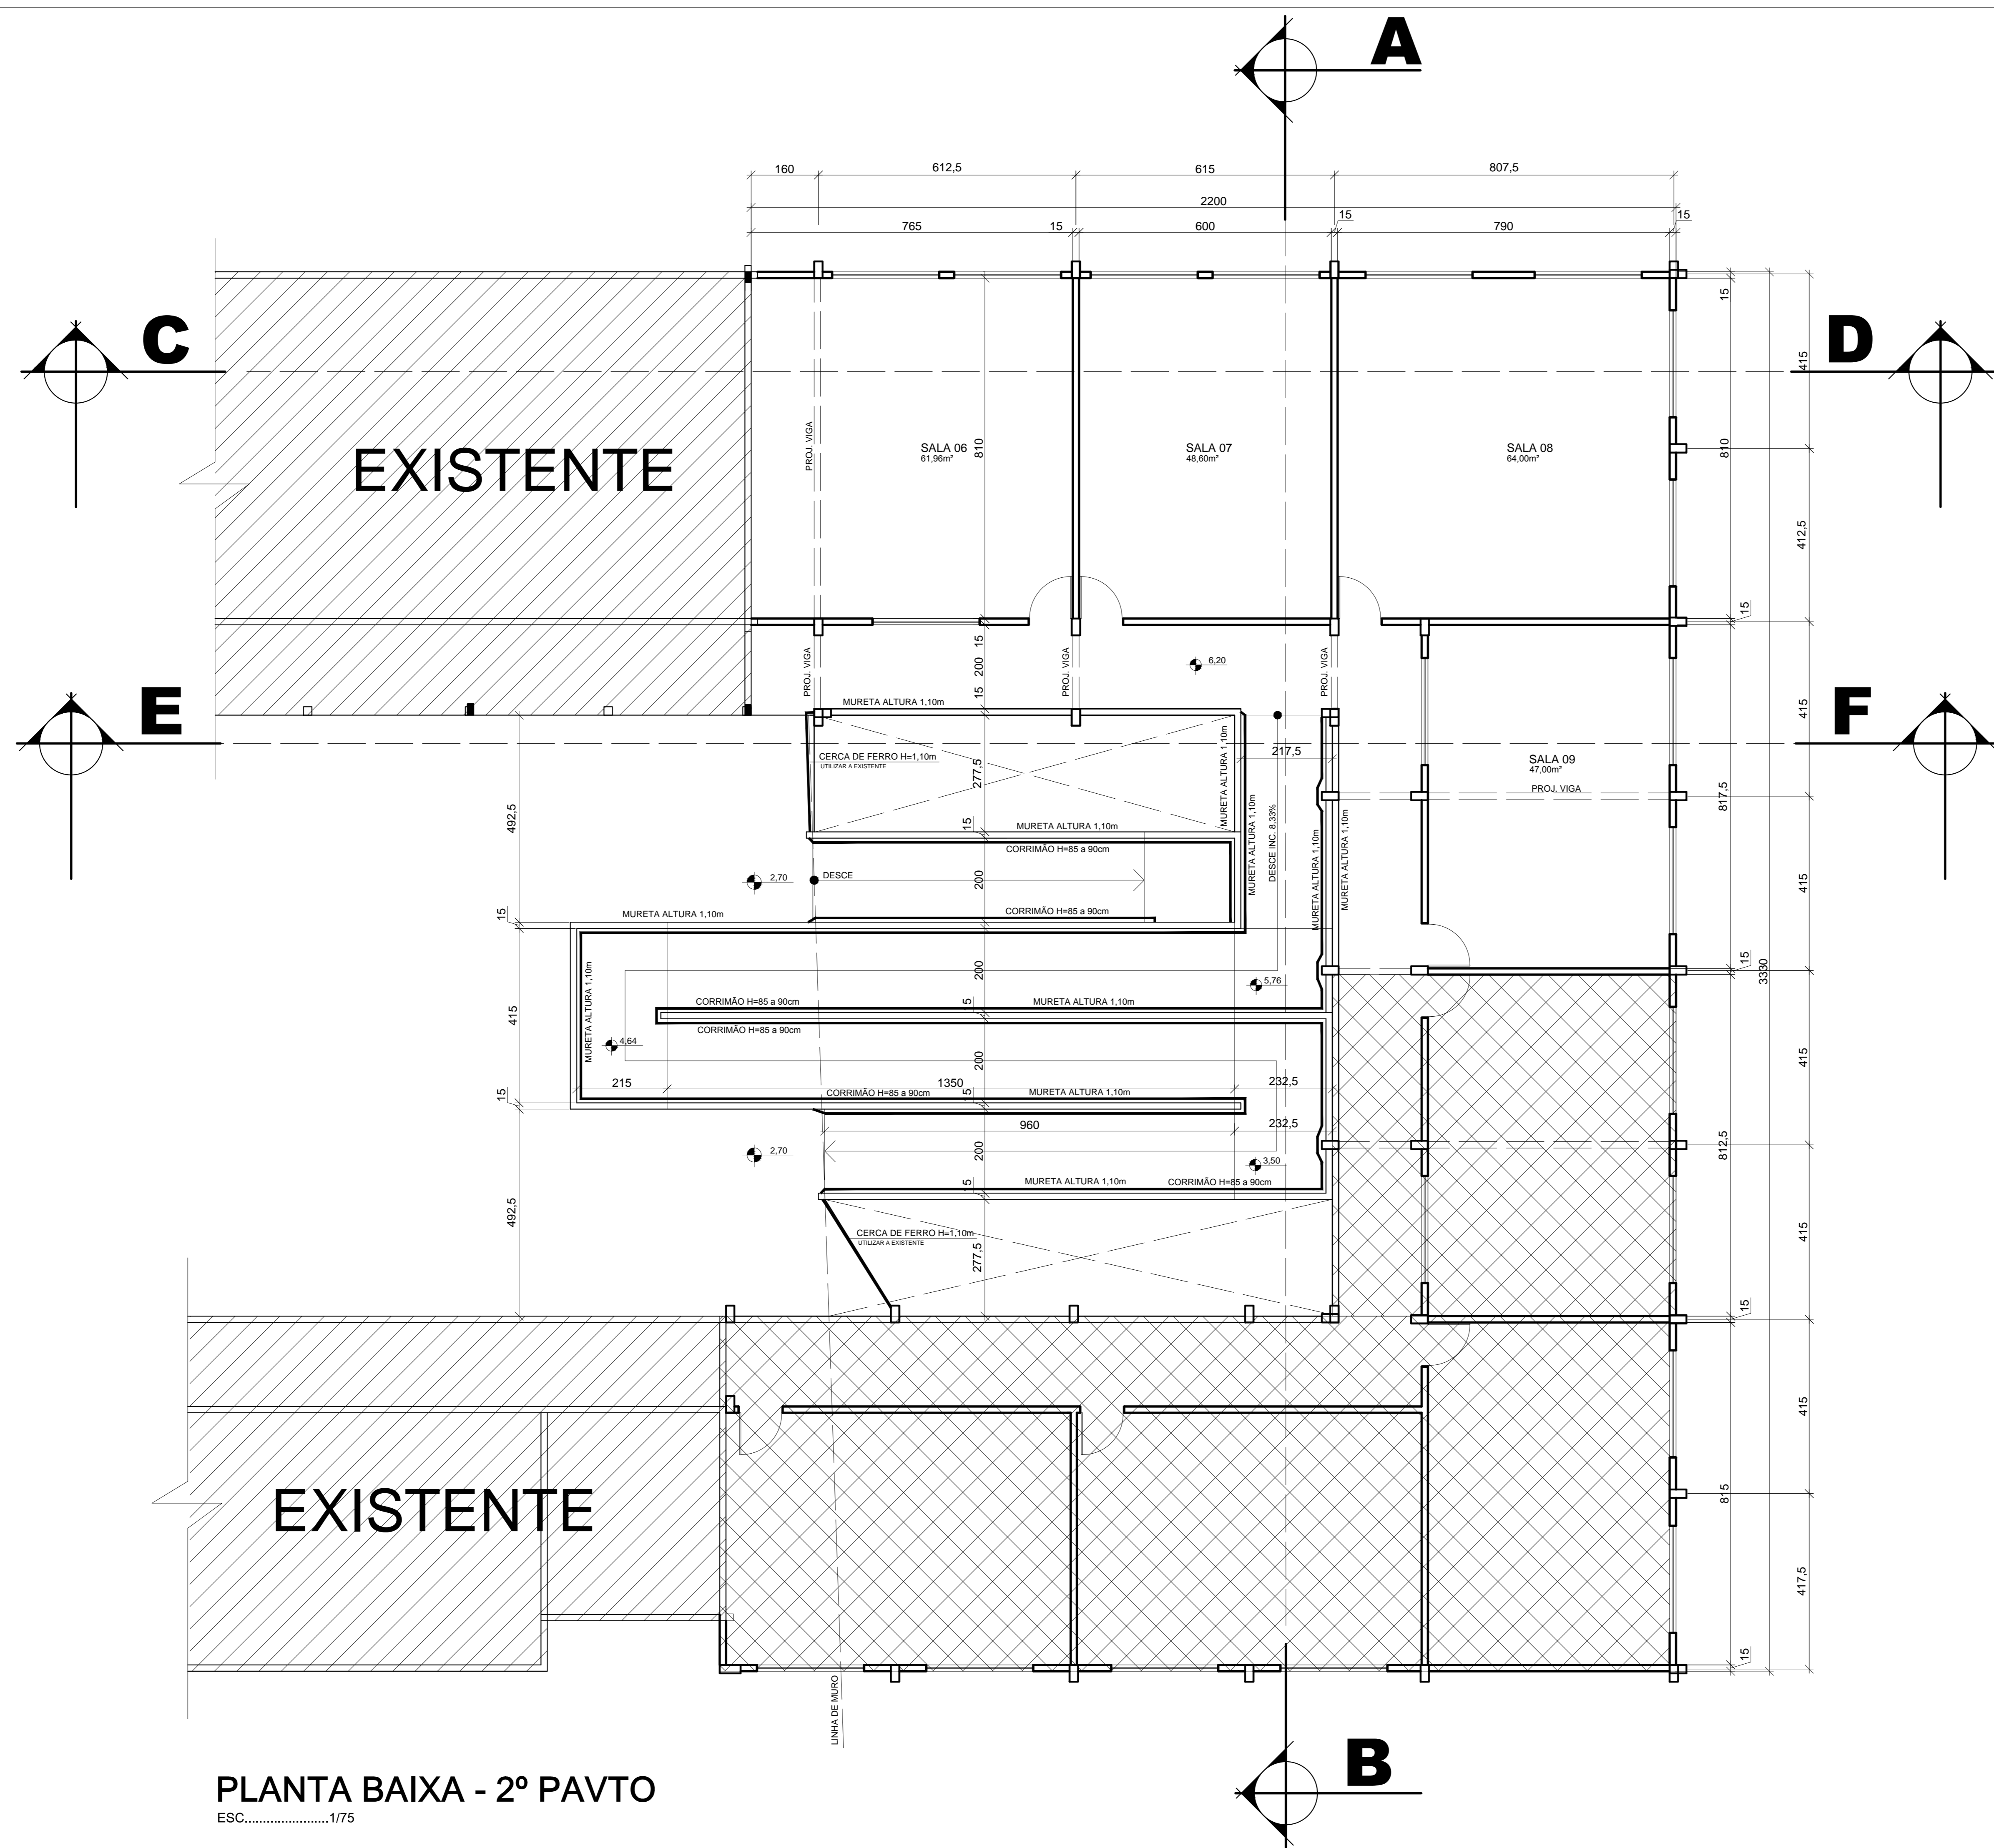 A
160
612,5
615
807,5
2200
15
15
765
15
600
790
C
D
15
415
EXISTENTE
PROJ. VIGA
SALA 06
61,96m²
810
SALA 07
48,60m²
SALA 08
64,00m²
810
412,5
15
15
200
15
PROJ. VIGA
PROJ. VIGA
PROJ. VIGA
6,20
E
F
MURETA ALTURA 1,10m
415
CERCA DE FERRO H=1,10m
UTILIZAR A EXISTENTE
277,5
MURETA ALTURA 1,10m
217,5
SALA 09
47,00m²
PROJ. VIGA
492,5
15
MURETA ALTURA 1,10m
CORRIMÃO H=85 a 90cm
MURETA ALTURA 1,10m
DESCE INC. 8,33%
MURETA ALTURA 1,10m
MURETA ALTURA 1,10m
817,5
2,70
DESCE
200
415
15
MURETA ALTURA 1,10m
CORRIMÃO H=85 a 90cm
MURETA ALTURA 1,10m
200
5,76
15
3330
CORRIMÃO H=85 a 90cm
15
MURETA ALTURA 1,10m
415
CORRIMÃO H=85 a 90cm
4,64
200
415
215
1350
232,5
15
CORRIMÃO H=85 a 90cm
15
MURETA ALTURA 1,10m
960
232,5
2,70
200
3,50
812,5
15
MURETA ALTURA 1,10m
CORRIMÃO H=85 a 90cm
492,5
CERCA DE FERRO H=1,10m
UTILIZAR A EXISTENTE
277,5
415
15
415
EXISTENTE
815
417,5
15
LINHA DE MURO
B
PLANTA BAIXA - 2º PAVTO
ESC.......................1/75